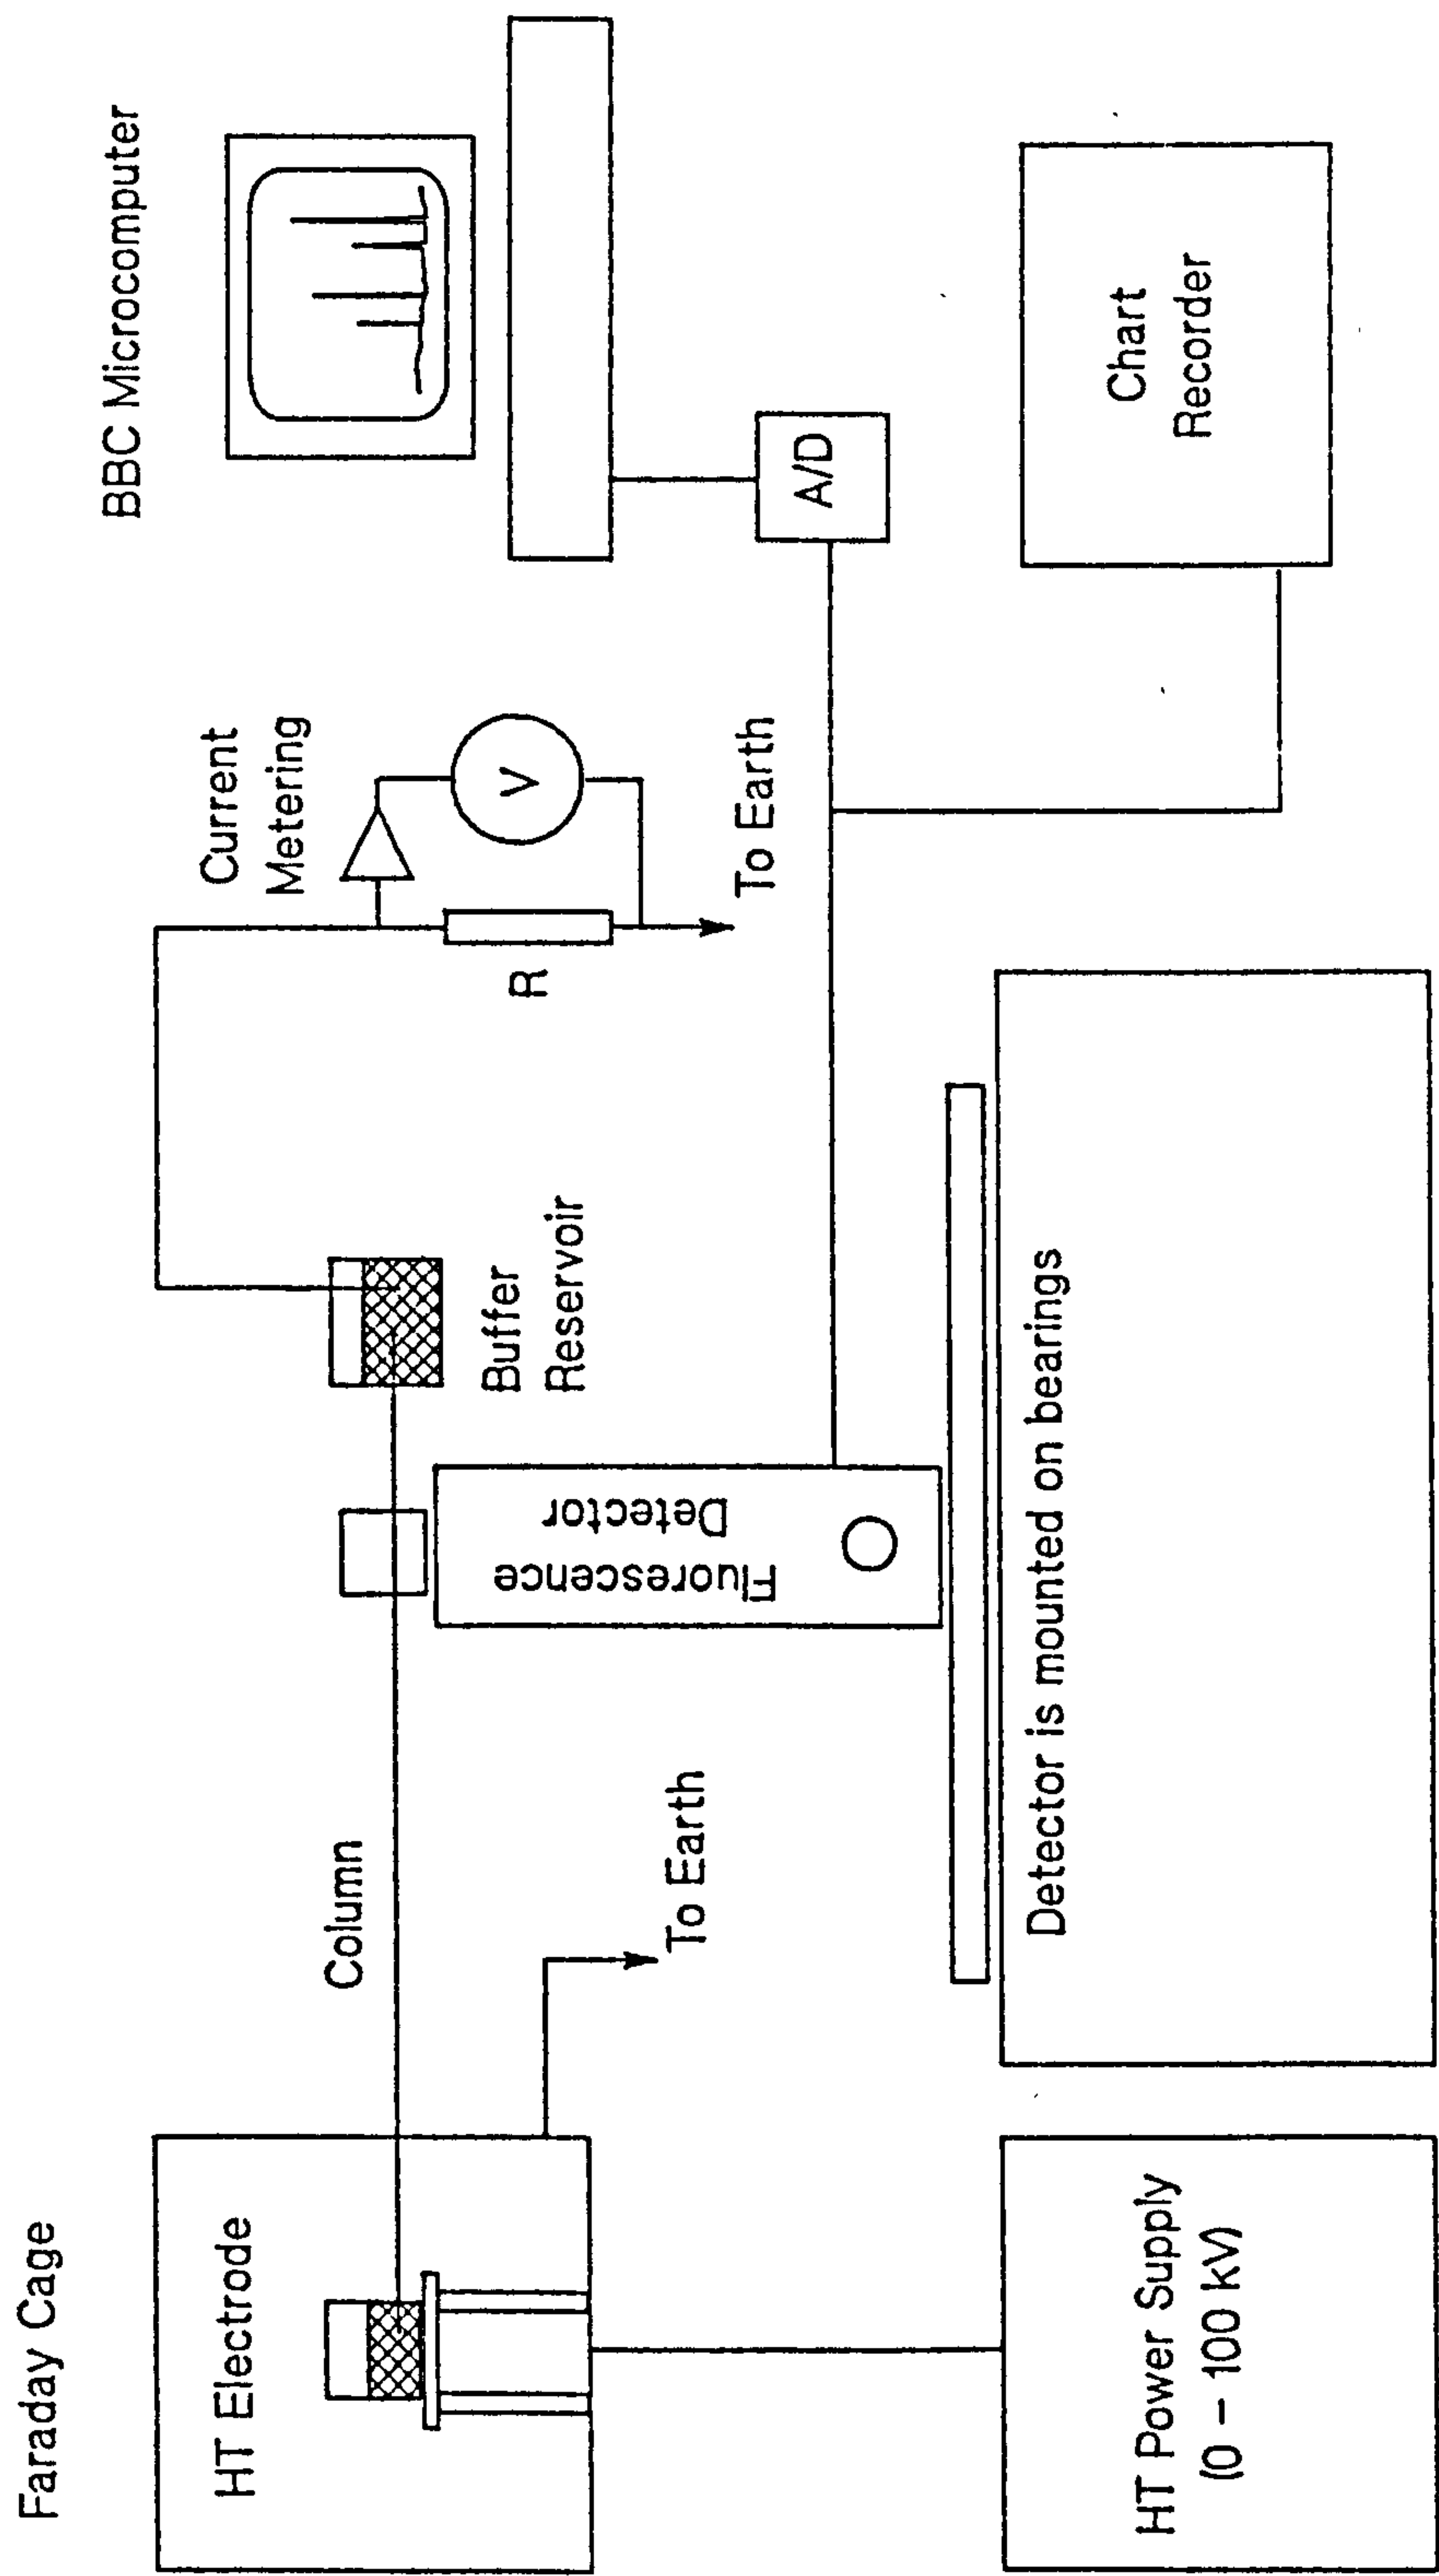 Faraday Cage
HT Electrode
HT Power Supply
(0 – 100 kV)
Column
To Earth
Fluorescence
Detector
Detector is mounted on bearings
Buffer
Reservoir
Current
Metering
R
V
To Earth
BBC Microcomputer
A/D
Chart
Recorder